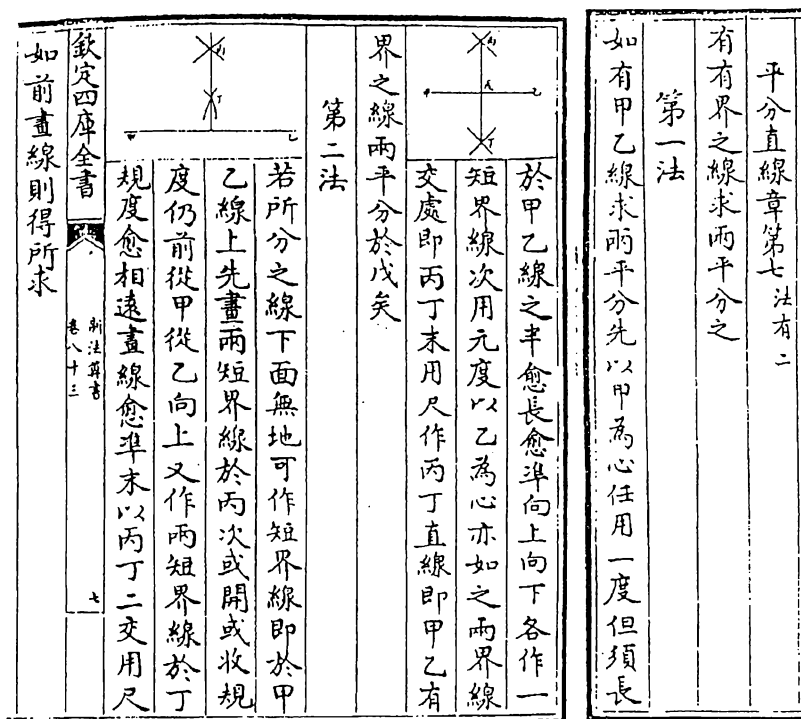 平分直線章第七 法有二
有有界之線求兩平分之
第一法
如有甲乙線求兩平分先以甲為心任用一度但須長
於甲乙線之半愈長愈準向上向下各作一
短界線次用元度以乙為心亦如之兩界線
交處即丙丁末用尺作丙丁直線即甲乙有
界之線兩平分於戊矣
丙
甲 戊 乙
丁
第二法
若所分之線下面無地可作短界線即於甲
乙線上先畫兩短界線於丙次或開或收規
度仍前從甲從乙向上又作兩短界線於丁
規度愈相遠畫線愈準末以丙丁二交用尺
丙
丁
甲 乙
欽定四庫全書
新法算書
卷八十三
七
如前畫線則得所求